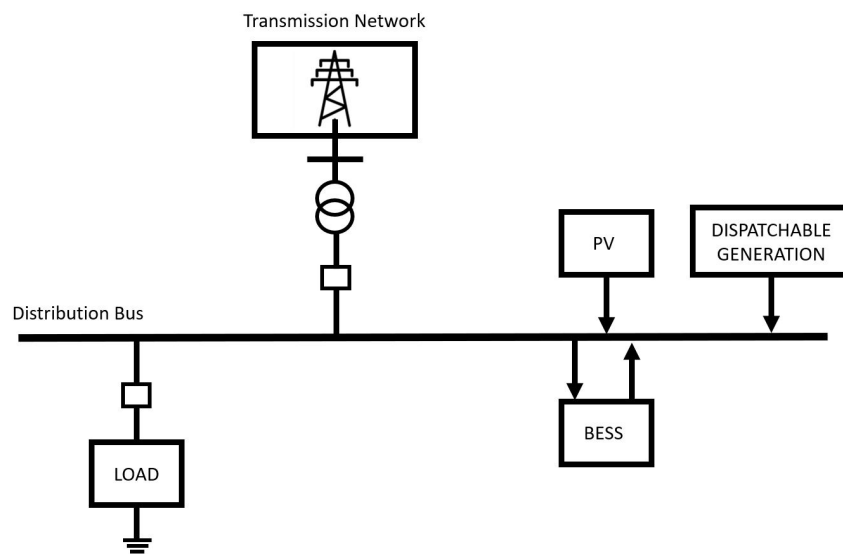 Transmission Network
PV
DISPATCHABLE
GENERATION
Distribution Bus
BESS
LOAD